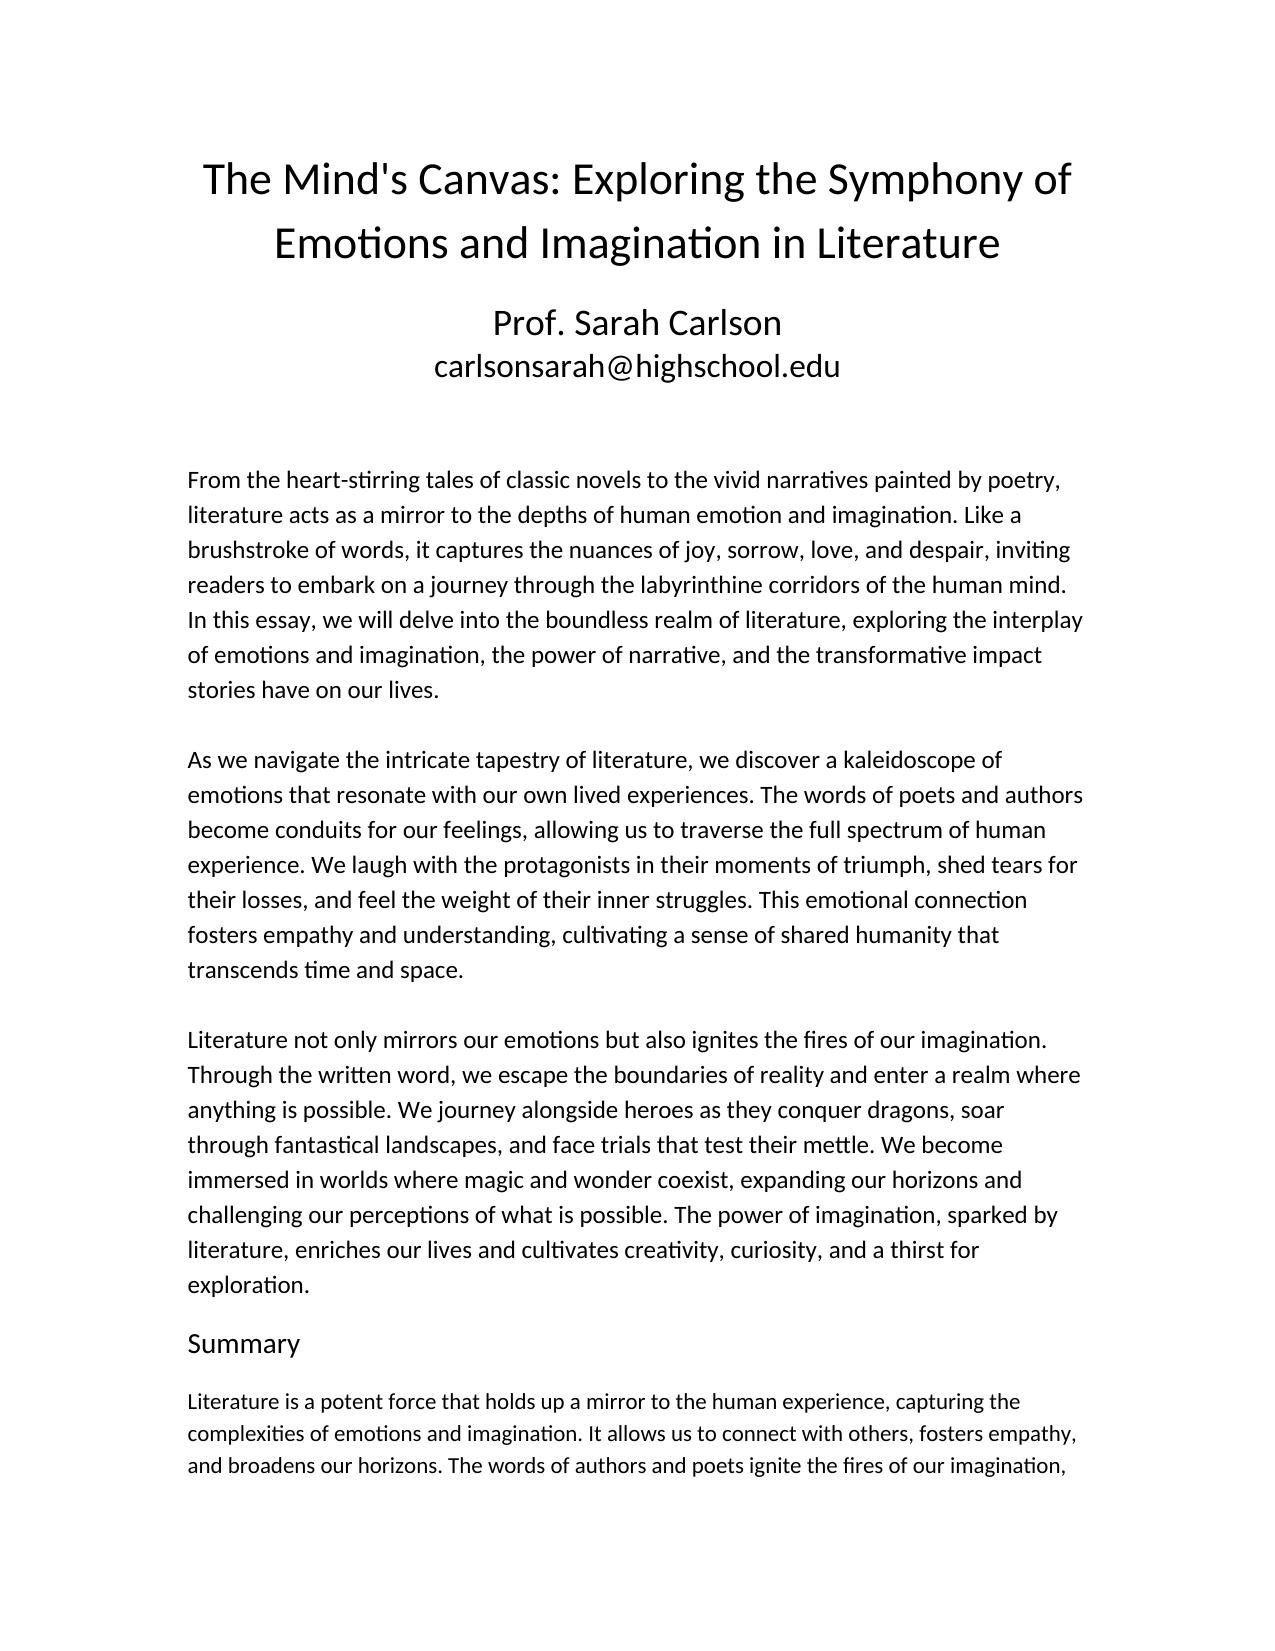 The Mind's Canvas: Exploring the Symphony of
Emotions and Imagination in Literature
Prof. Sarah Carlson
carlsonsarah@highschool.edu
From the heart-stirring tales of classic novels to the vivid narratives painted by poetry,
literature acts as a mirror to the depths of human emotion and imagination. Like a
brushstroke of words, it captures the nuances of joy, sorrow, love, and despair, inviting
readers to embark on a journey through the labyrinthine corridors of the human mind.
In this essay, we will delve into the boundless realm of literature, exploring the interplay
of emotions and imagination, the power of narrative, and the transformative impact
stories have on our lives.
As we navigate the intricate tapestry of literature, we discover a kaleidoscope of
emotions that resonate with our own lived experiences. The words of poets and authors
become conduits for our feelings, allowing us to traverse the full spectrum of human
experience. We laugh with the protagonists in their moments of triumph, shed tears for
their losses, and feel the weight of their inner struggles. This emotional connection
fosters empathy and understanding, cultivating a sense of shared humanity that
transcends time and space.
Literature not only mirrors our emotions but also ignites the fires of our imagination.
Through the written word, we escape the boundaries of reality and enter a realm where
anything is possible. We journey alongside heroes as they conquer dragons, soar
through fantastical landscapes, and face trials that test their mettle. We become
immersed in worlds where magic and wonder coexist, expanding our horizons and
challenging our perceptions of what is possible. The power of imagination, sparked by
literature, enriches our lives and cultivates creativity, curiosity, and a thirst for
exploration.
Summary
Literature is a potent force that holds up a mirror to the human experience, capturing the
complexities of emotions and imagination. It allows us to connect with others, fosters empathy,
and broadens our horizons. The words of authors and poets ignite the fires of our imagination,